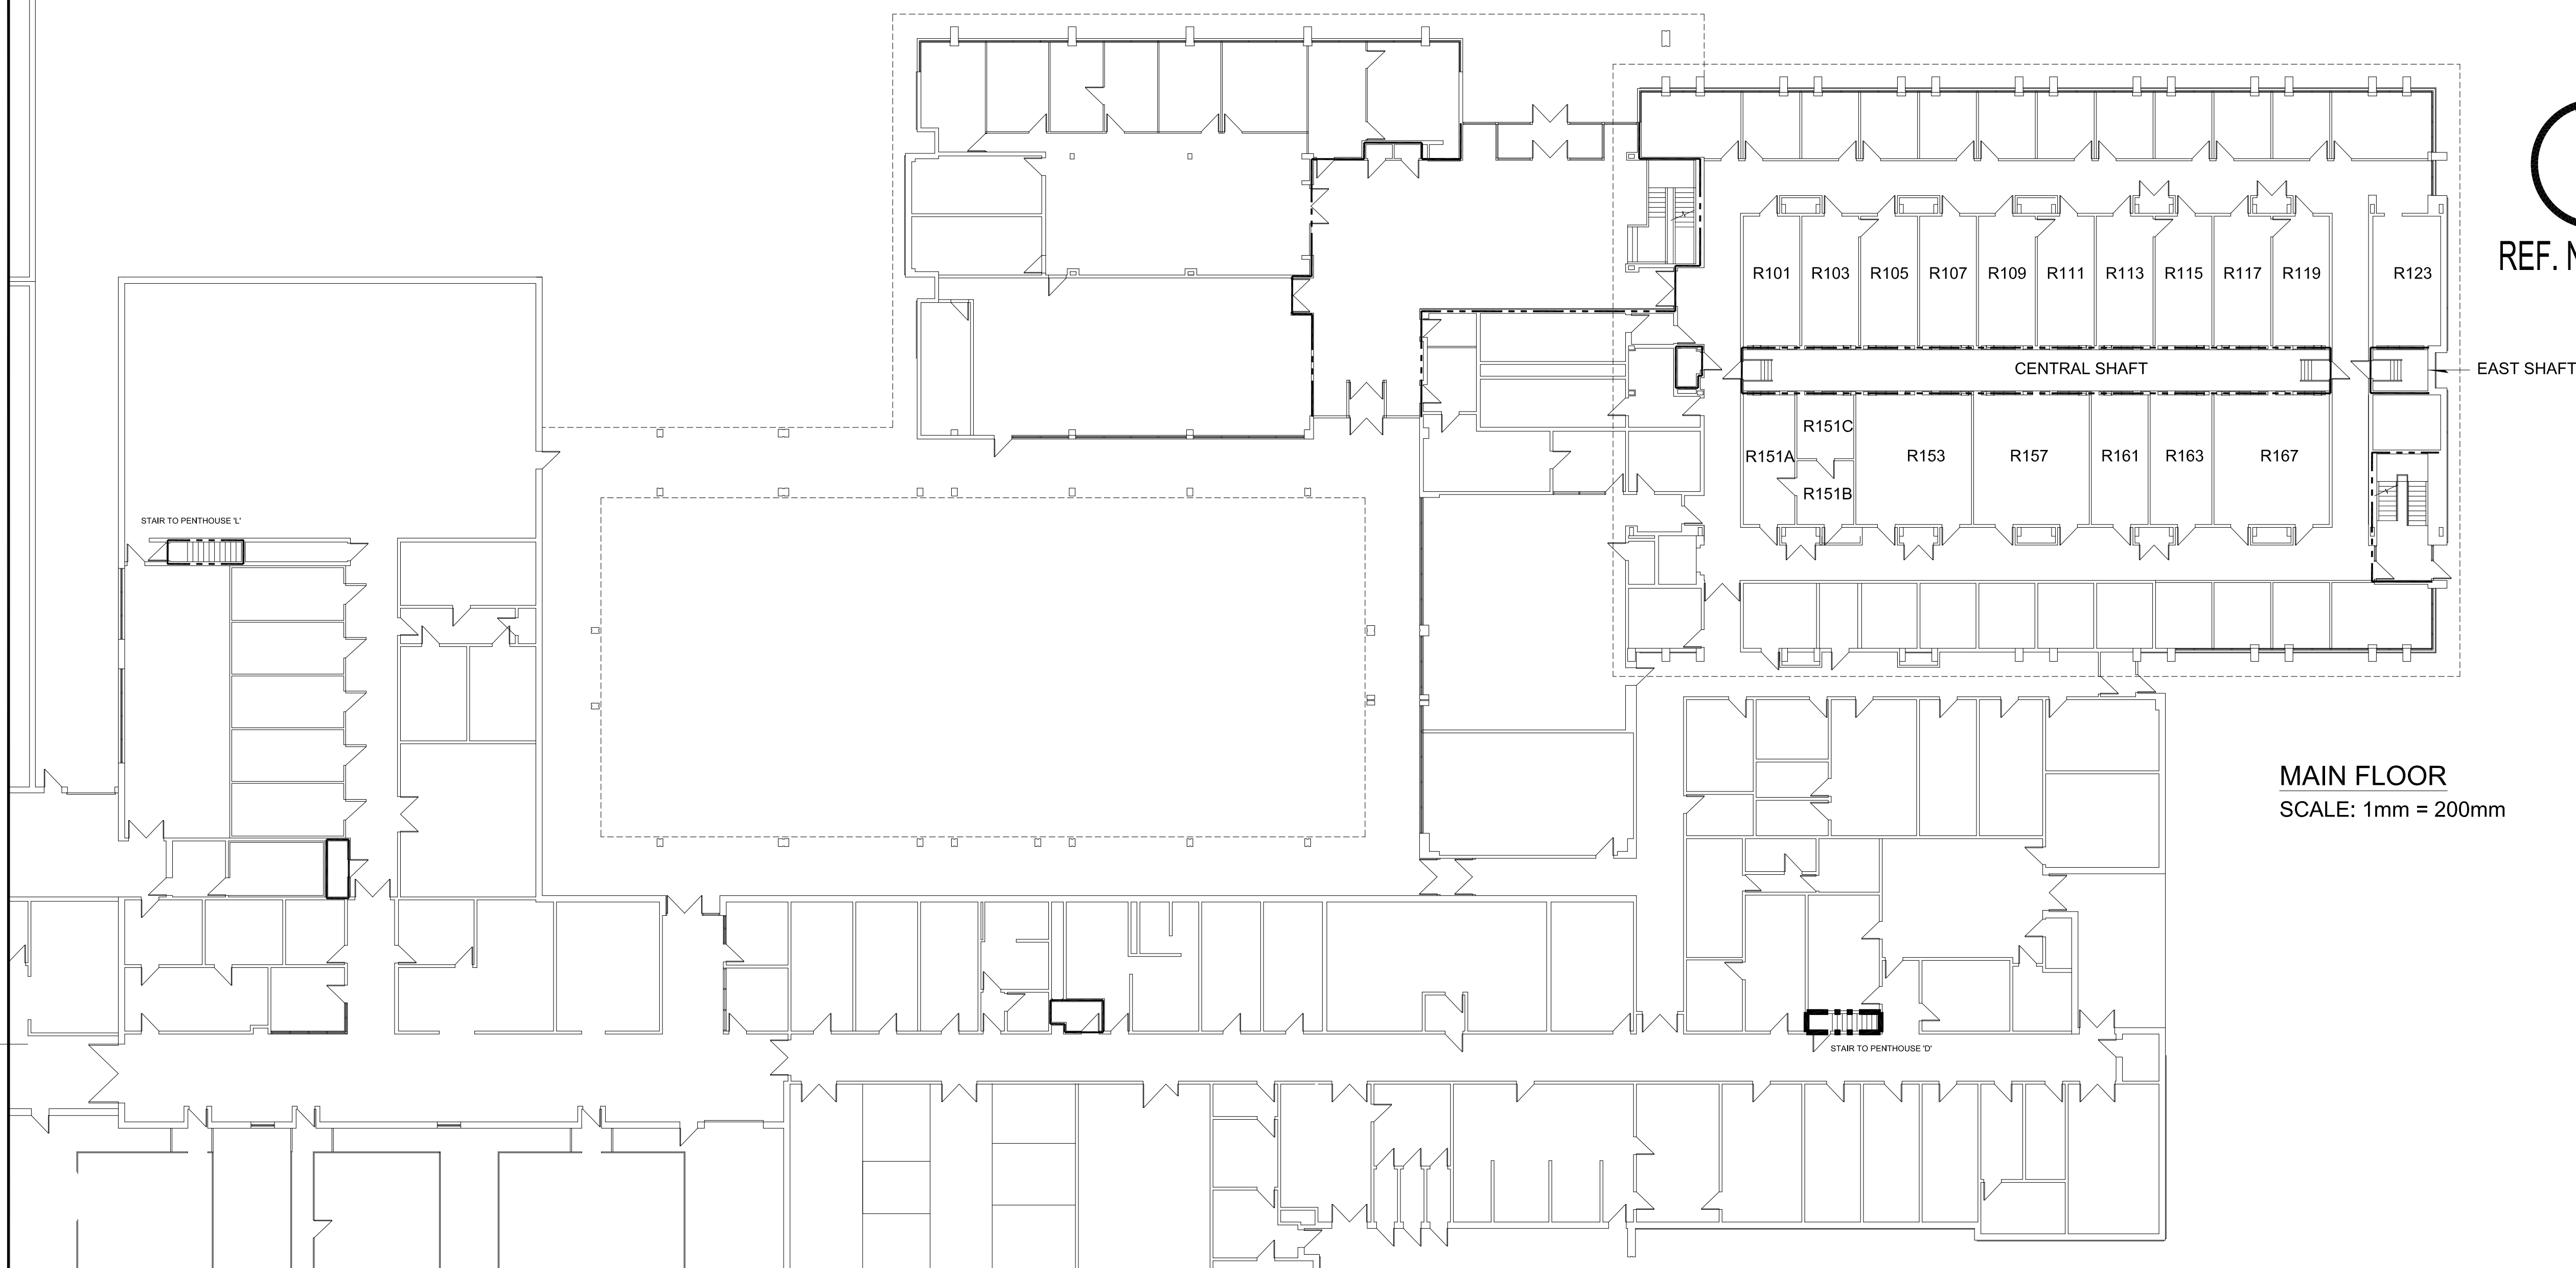 REF. N
R101 R103 R105 R107 R109 R111 R113 R115 R117 R119 R123
CENTRAL SHAFT
EAST SHAFT
R151C
R151A R153 R157 R161 R163 R167
R151B
STAIR TO PENTHOUSE 'L'
MAIN FLOOR
SCALE: 1mm = 200mm
STAIR TO PENTHOUSE 'D'